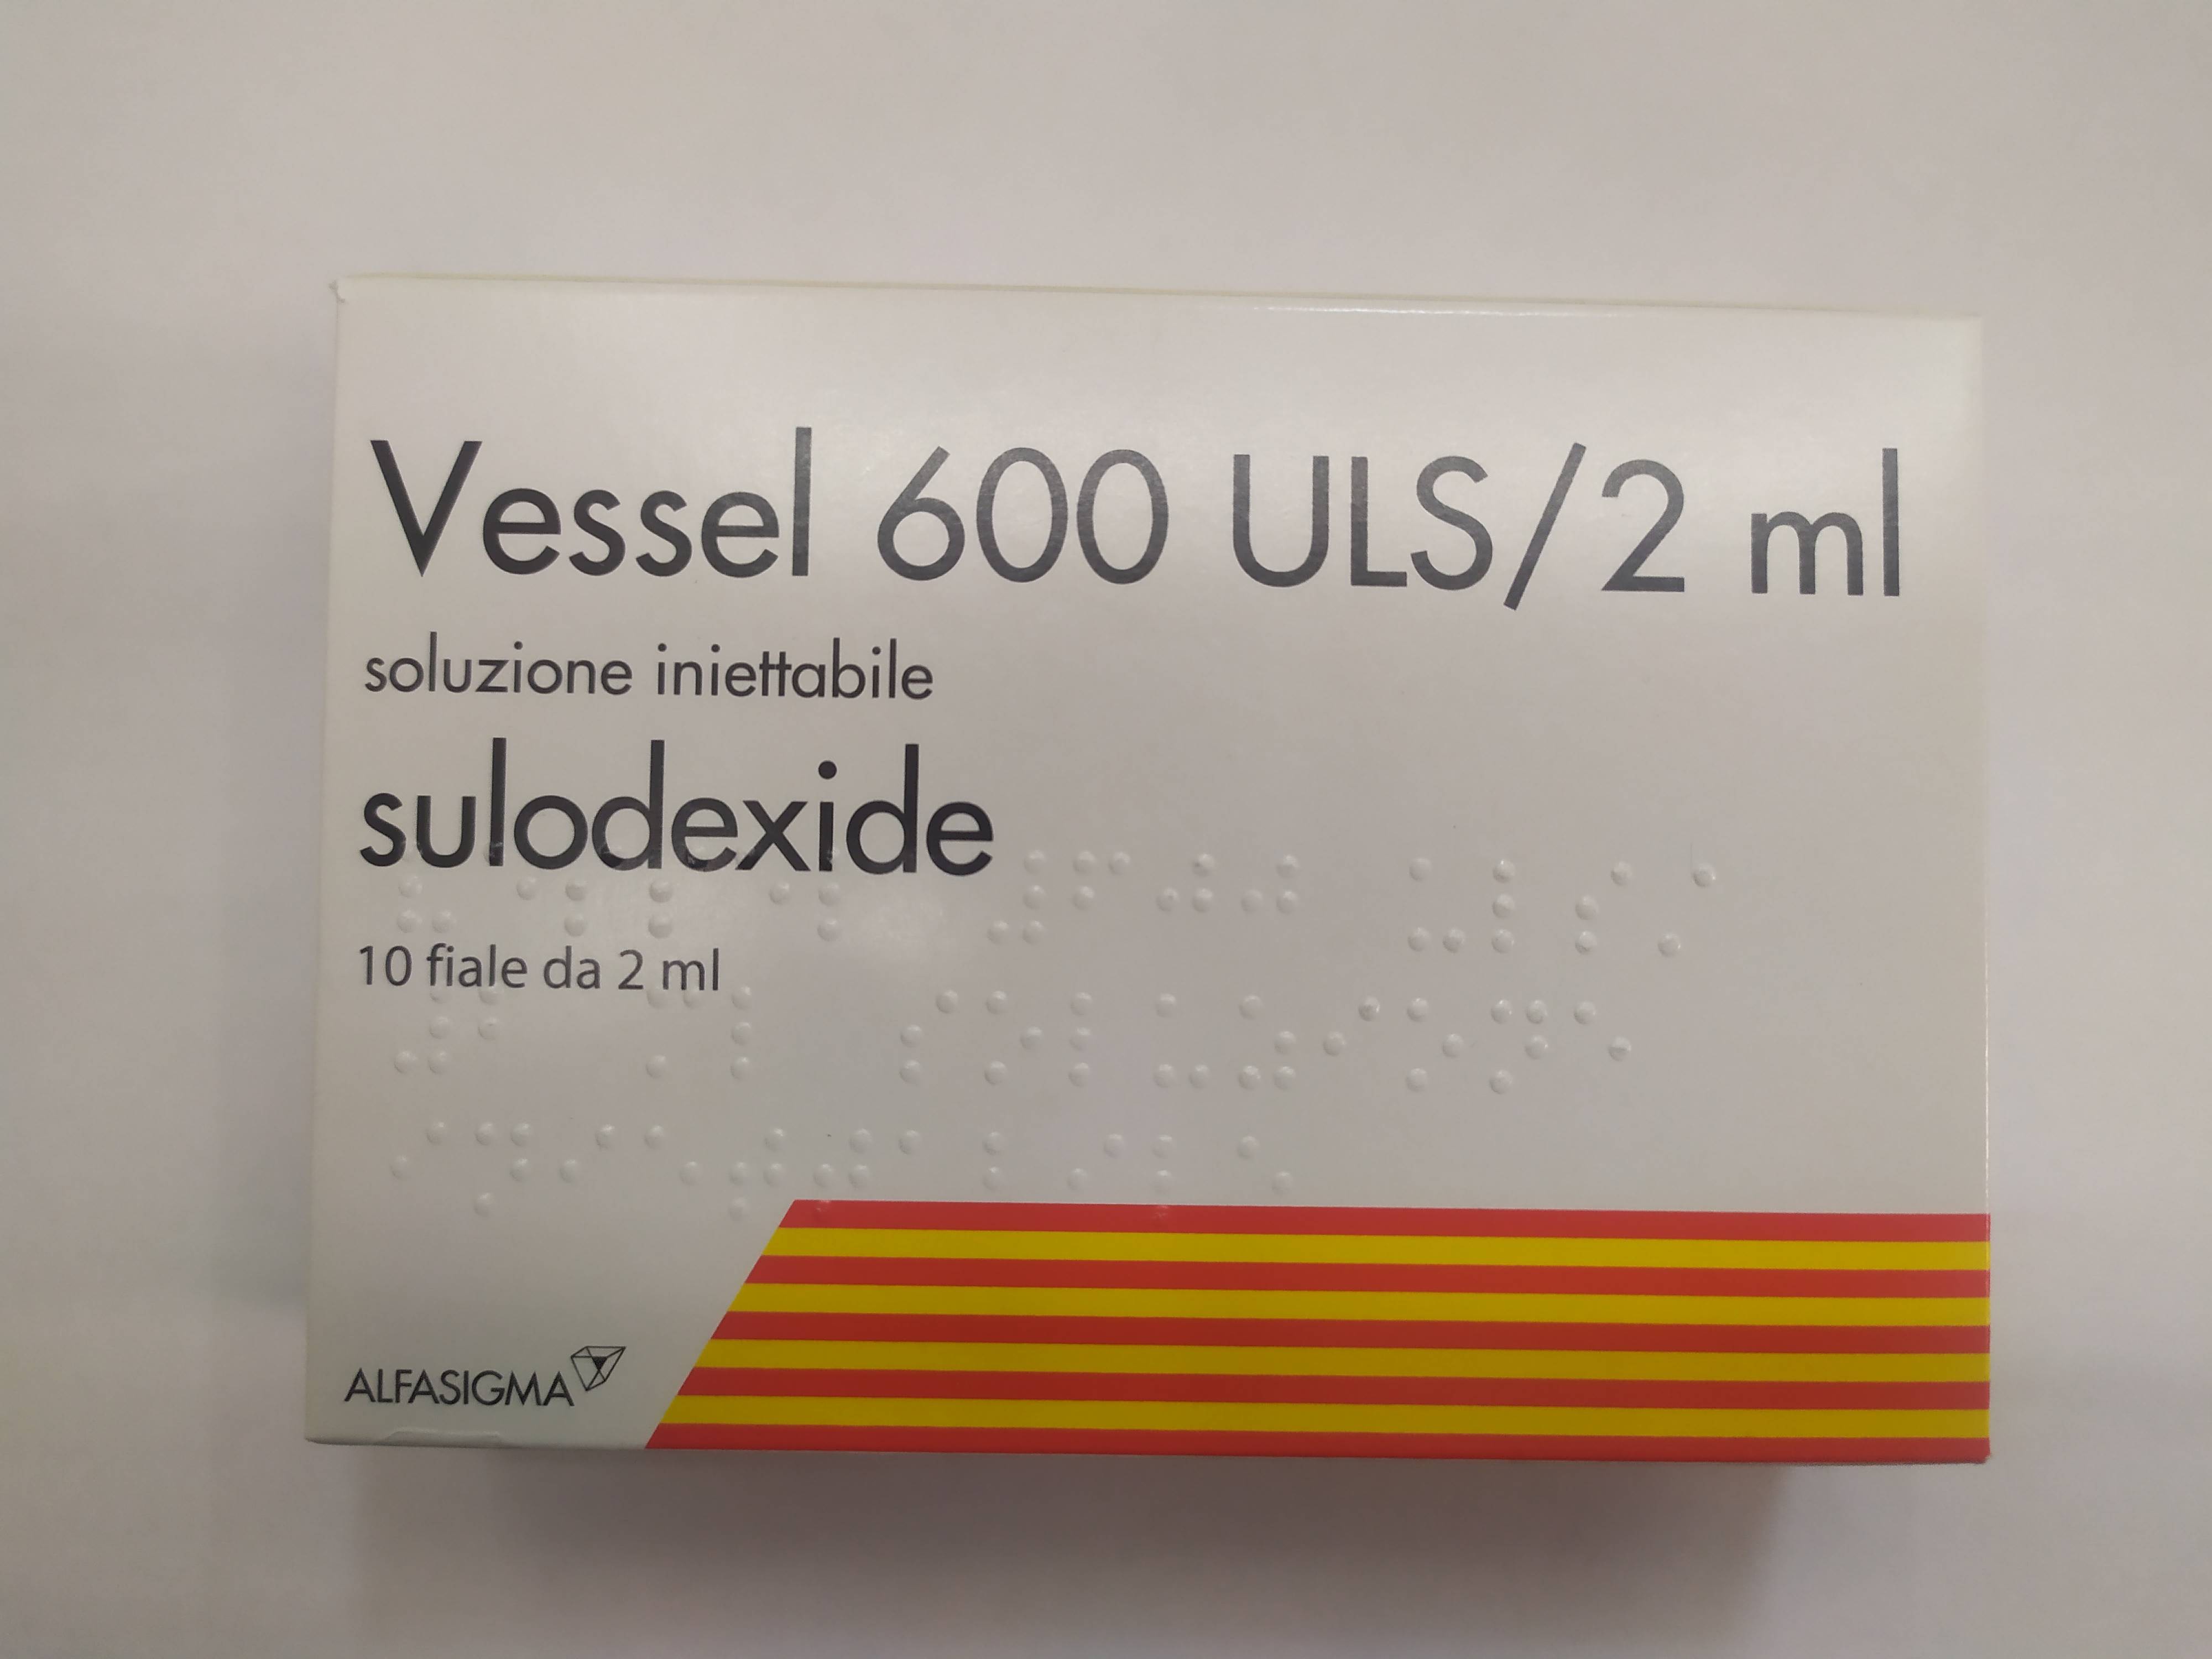 Vessel 600 ULS/2 ml
soluzione iniettabile
sulodexide
10 fiale da 2 ml
ALFASIGMA